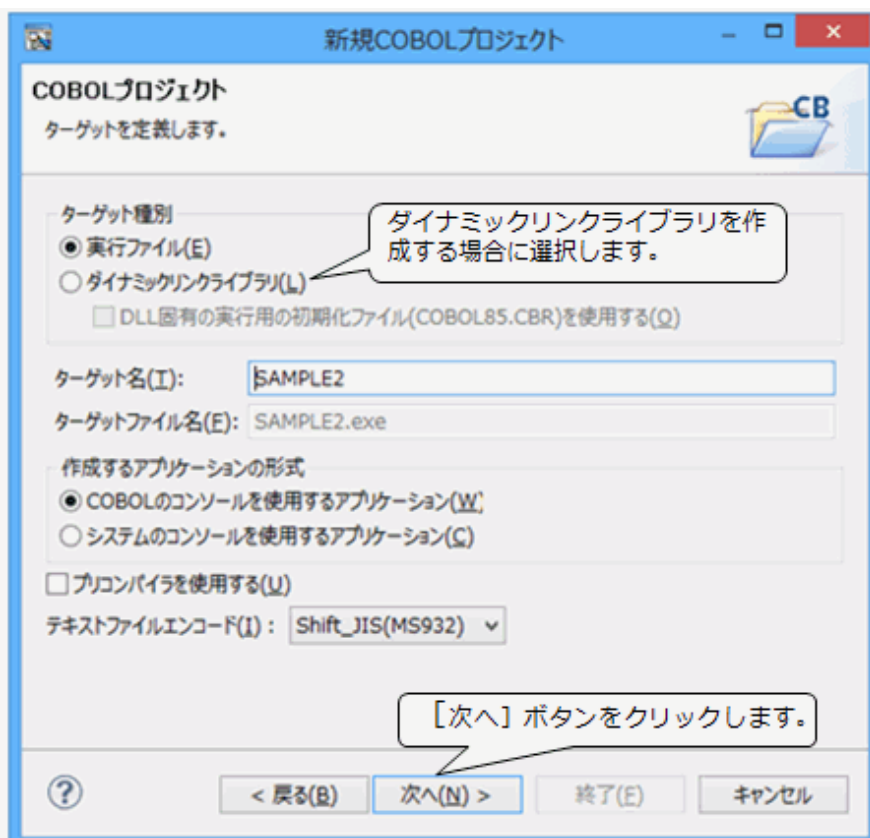 新規COBOLプロジェクト
COBOLプロジェクト
ターゲットを定義します。
CB
ターゲット種別
実行ファイル(E)
ダイナミックリンクライブラリを作
成する場合に選択します。
ダイナミックリンクライブラリ(L)
DLL固有の実行用の初期化ファイル(COBOL85.CBR)を使用する(O)
ターゲット名(T):
SAMPLE2
ターゲットファイル名(F):
SAMPLE2.exe
作成するアプリケーションの形式
COBOLのコンソールを使用するアプリケーション(W)
システムのコンソールを使用するアプリケーション(C)
プリコンパイラを使用する(U)
テキストファイルエンコード(I) :
Shift_JIS(MS932)
［次へ］ボタンをクリックします。
?
< 戻る(B)
次へ(N) >
終了(F)
キャンセル